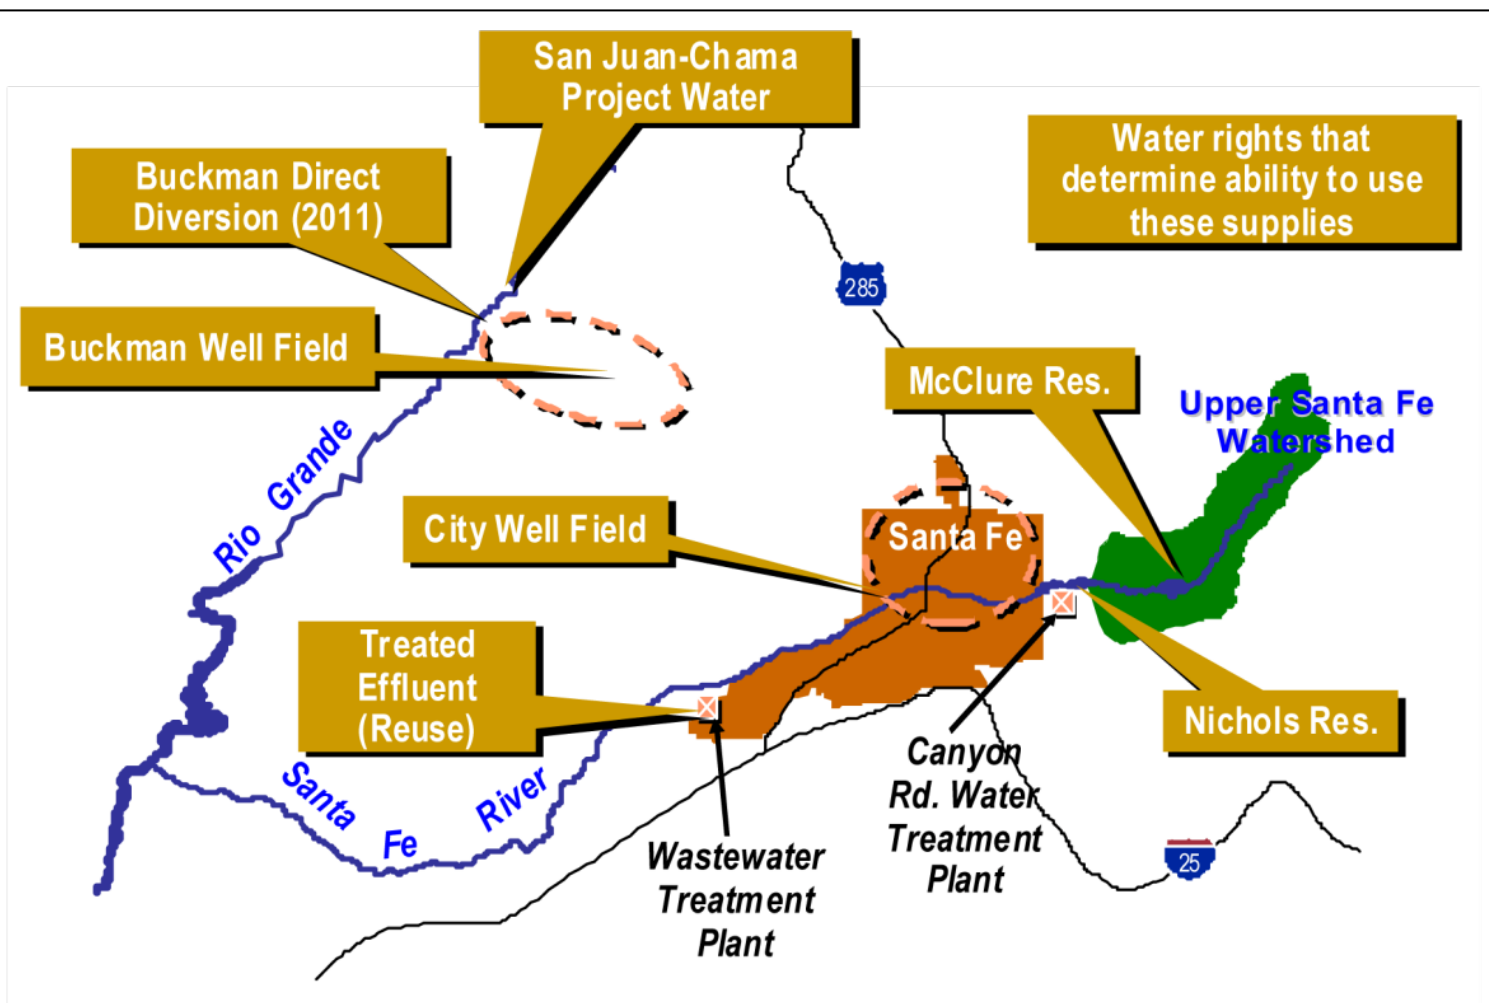 San Juan-Chama
Project Water
Buckman Direct
Diversion (2011)
Water rights that
determine ability to use
these supplies
285
Buckman Well Field
McClure Res.
Upper Santa Fe
Watershed
Rio Grande
City Well Field
Santa Fe
Treated
Effluent
(Reuse)
Nichols Res.
Canyon
Rd. Water
Treatment
Plant
Santa Fe River
Wastewater
Treatment
Plant
25